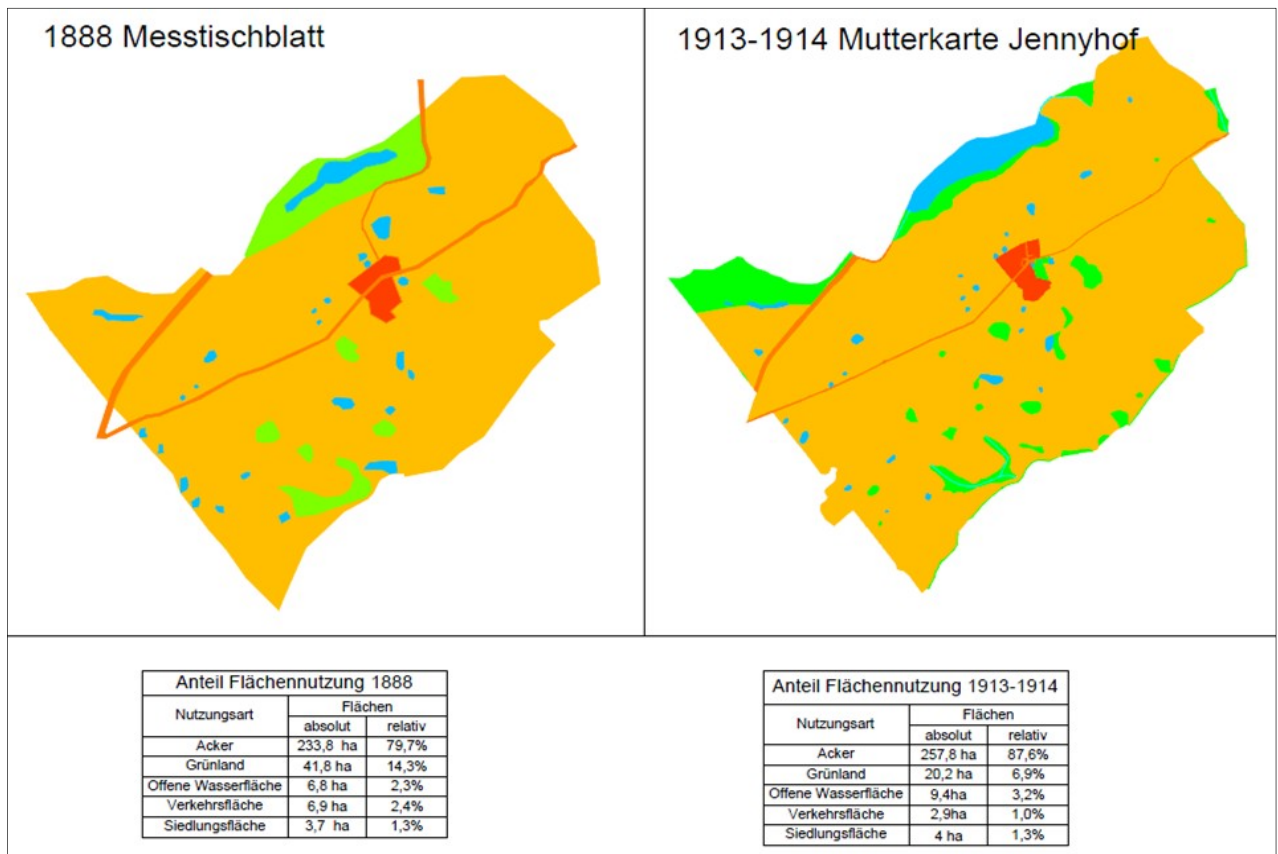 1888 Messtischblatt
1913-1914 Mutterkarte Jennyhof
Anteil Flächennutzung 1888
Nutzungsart Flächen
absolut relativ
Acker 233,8 ha 79,7%
Grünland 41,8 ha 14,3%
Offene Wasserfläche 6,8 ha 2,3%
Verkehrsfläche 6,9 ha 2,4%
Siedlungsfläche 3,7 ha 1,3%
Anteil Flächennutzung 1913-1914
Nutzungsart Flächen
absolut relativ
Acker 257,8 ha 87,6%
Grünland 20,2 ha 6,9%
Offene Wasserfläche 9,4ha 3,2%
Verkehrsfläche 2,9ha 1,0%
Siedlungsfläche 4 ha 1,3%